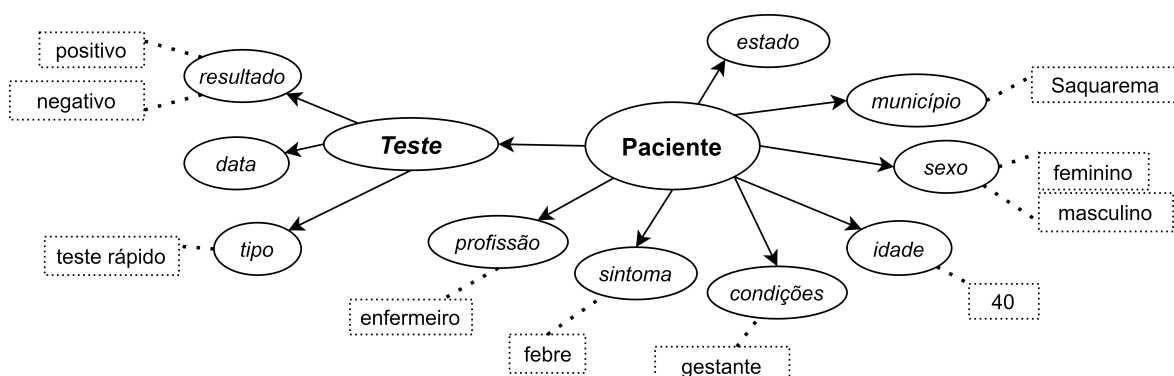 estado
positivo
resultado
Saquarema
município
negativo
Teste
Paciente
data
sexo
feminino
masculino
profissão
idade
teste rápido
tipo
sintoma
condições
40
enfermeiro
febre
gestante